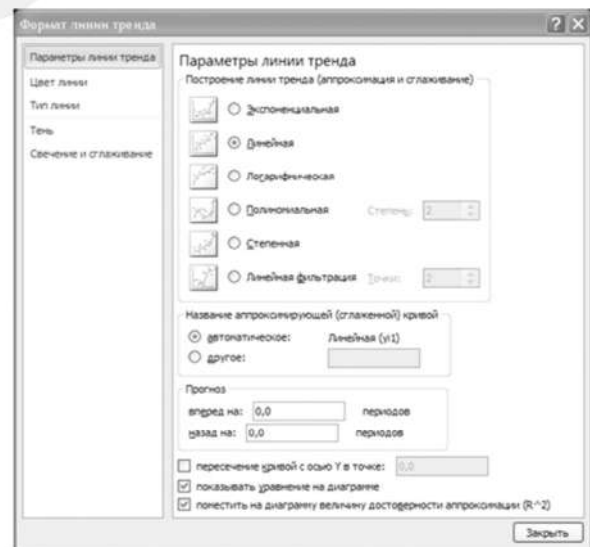 Формат линии тренда
Параметры линии тренда
Цвет линии
Тип линии
Тень
Свечение и сглаживание
Параметры линии тренда
Построение линии тренда (аппроксимация и сглаживание)
Экспоненциальная
Линейная
Логарифмическая
Полиномиальная Степень: 2
Степенная
Линейная фильтрация Точки: 2
Название аппроксимирующей (сглаженной) кривой
автоматическое: Линейная (yi1)
другое:
Прогноз
вперед на: 0,0 периодов
назад на: 0,0 периодов
пересечение кривой с осью Y в точке: 0,0
показывать уравнение на диаграмме
поместить на диаграмму величину достоверности аппроксимации (R^2)
Закрыть